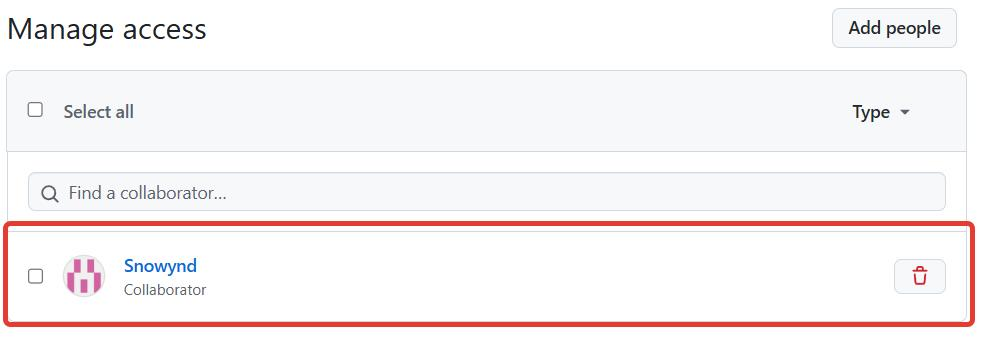 Manage access
Add people
Select all
Type
Find a collaborator...
Snowynd
Collaborator